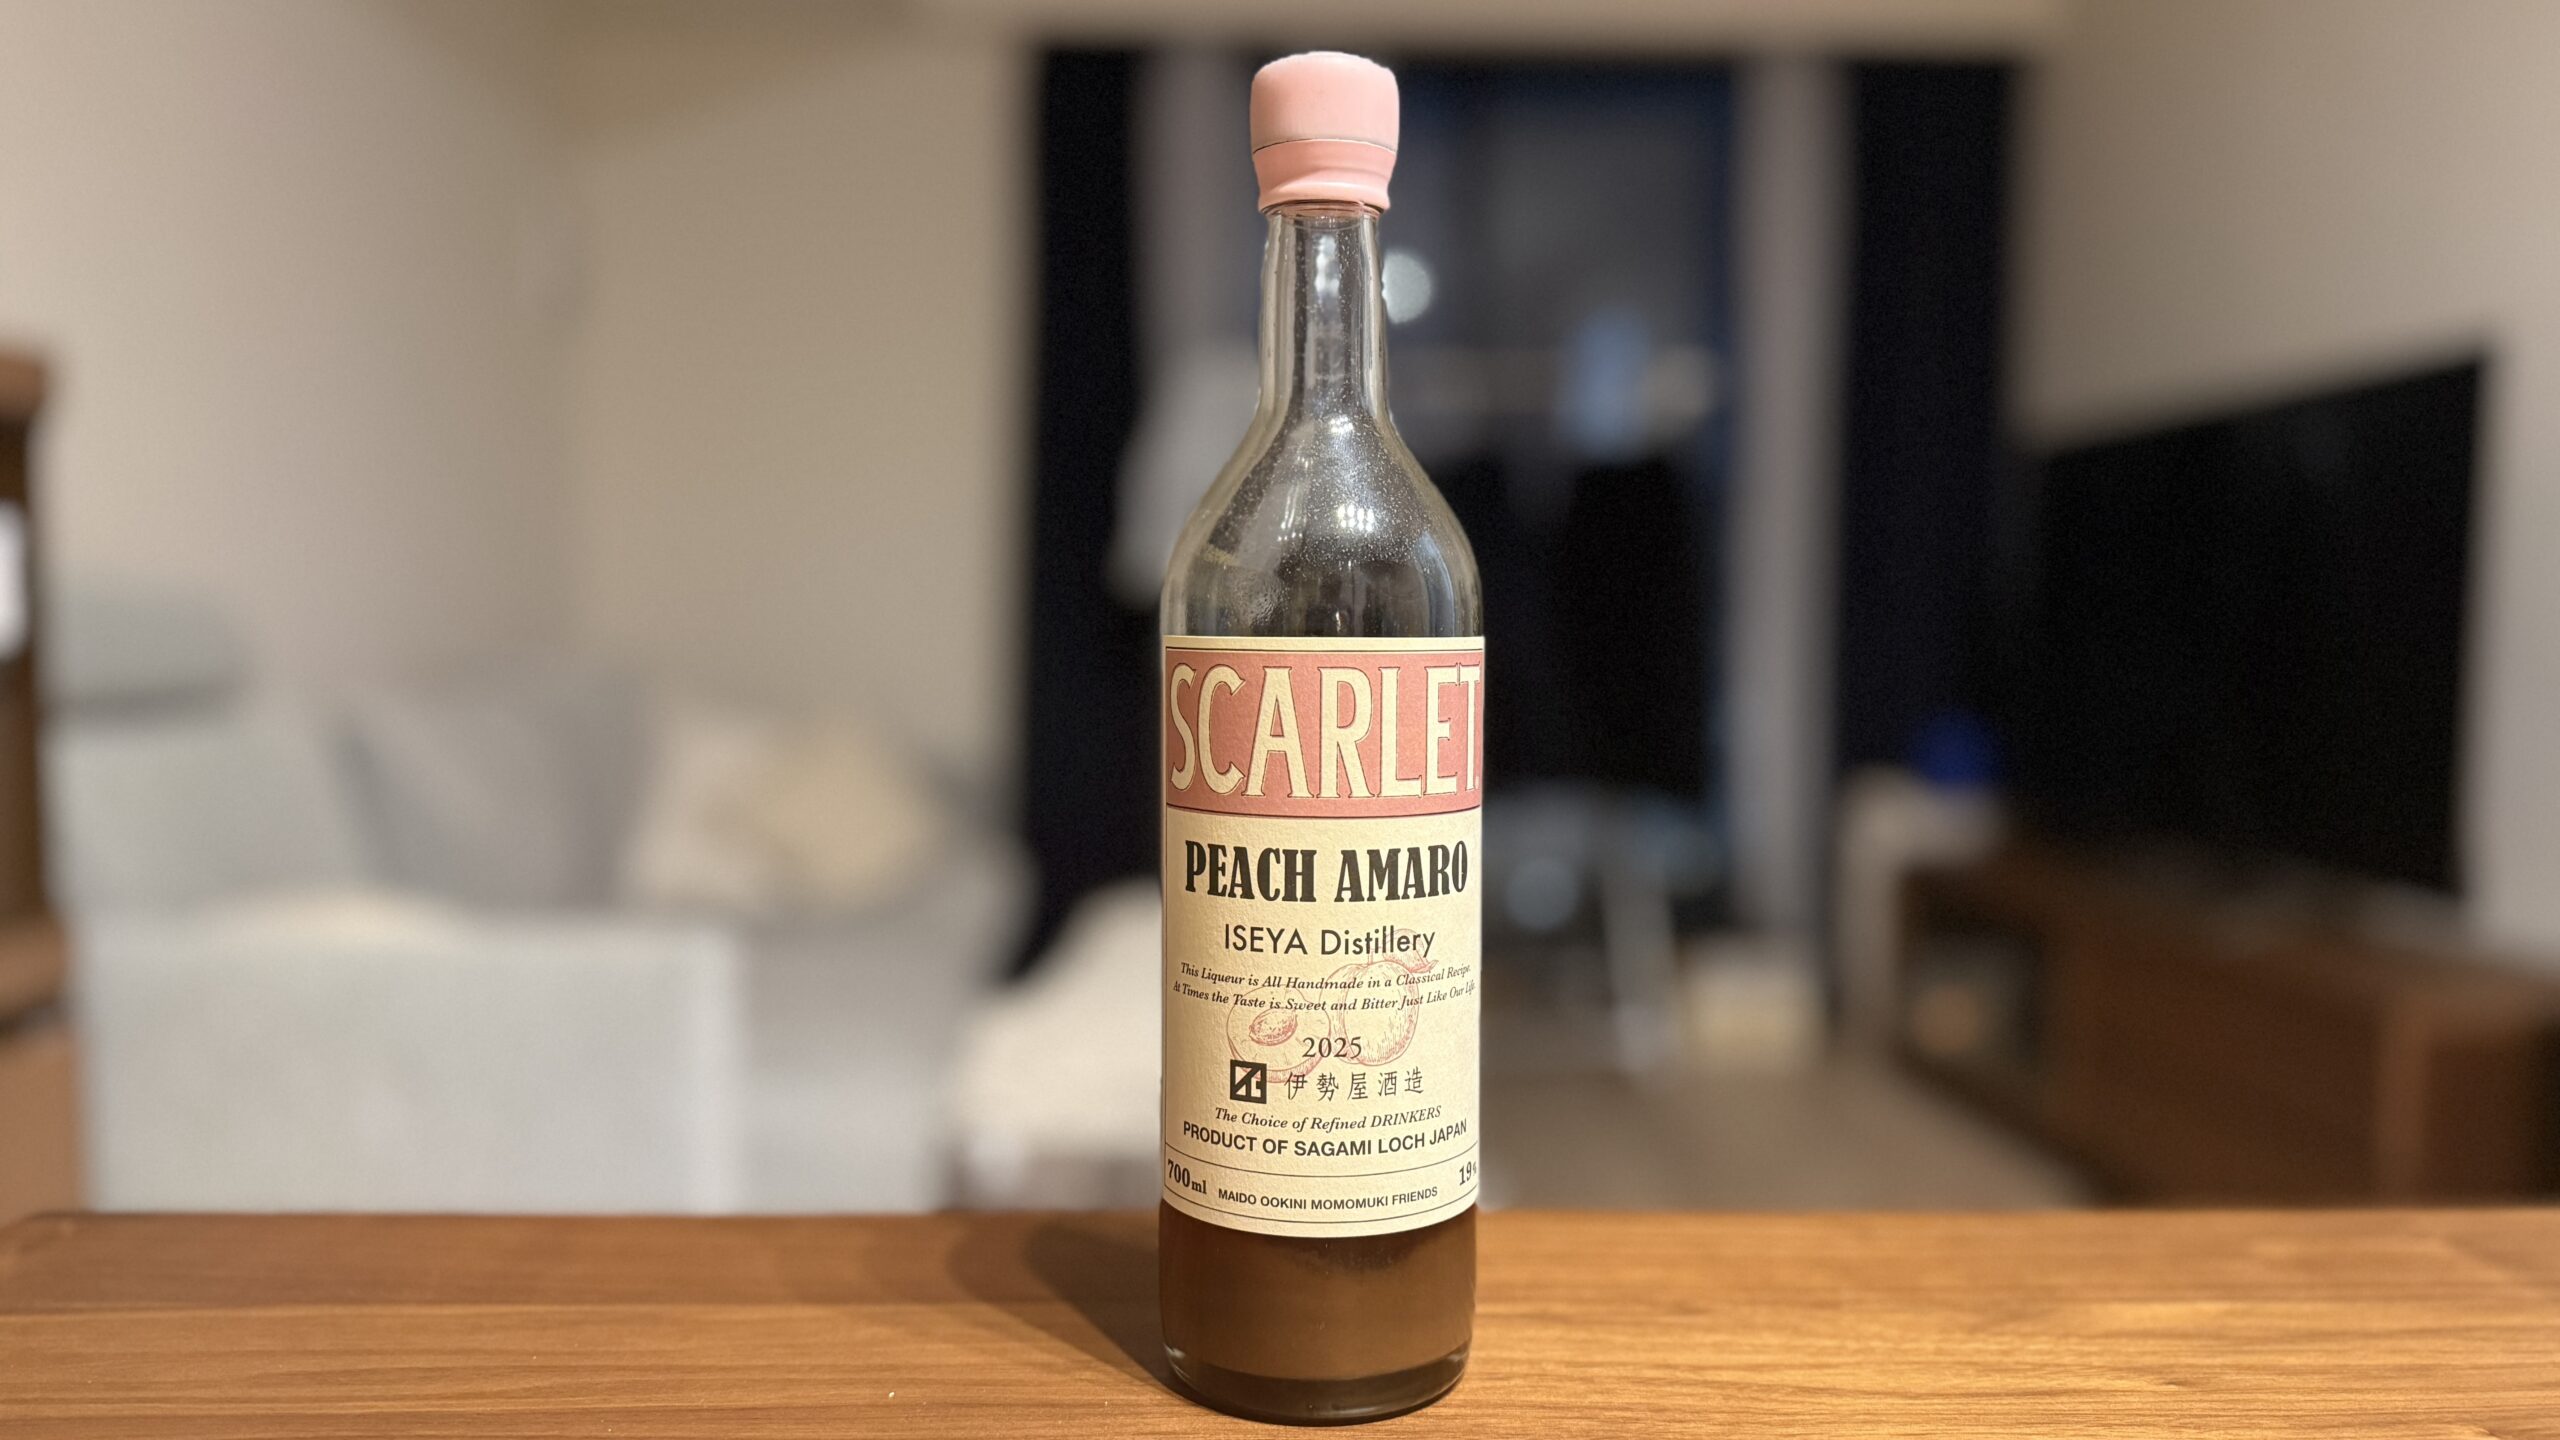 SCARLET.
PEACH AMARO
ISEYA Distillery
This Liqueur is All Handmade in a Classical Recipe.
At Times the Taste is Sweet and Bitter Just Like Our Life.
2025
伊勢屋酒造
The Choice of Refined DRINKERS
PRODUCT OF SAGAMI LOCH JAPAN
700ml 19%
MAIDO OOKINI MOMOMUKI FRIENDS